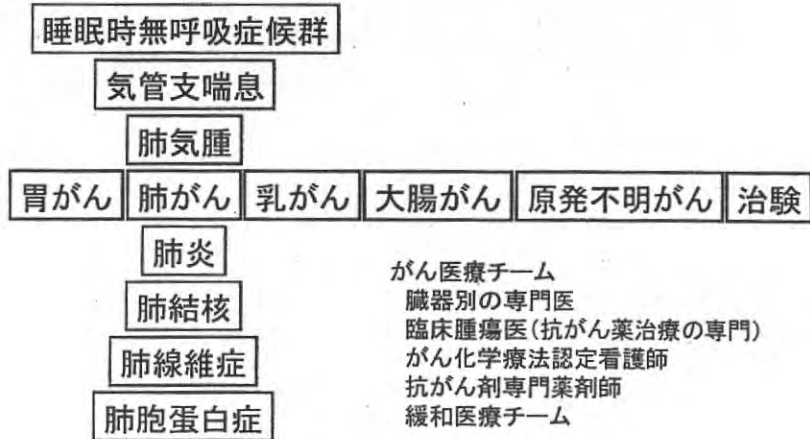 睡眠時無呼吸症候群
気管支喘息
肺気腫
胃がん 肺がん 乳がん 大腸がん 原発不明がん 治験
肺炎
肺結核
肺線維症
肺胞蛋白症
がん医療チーム
臓器別の専門医
臨床腫瘍医(抗がん薬治療の専門)
がん化学療法認定看護師
抗がん剤専門薬剤師
緩和医療チーム